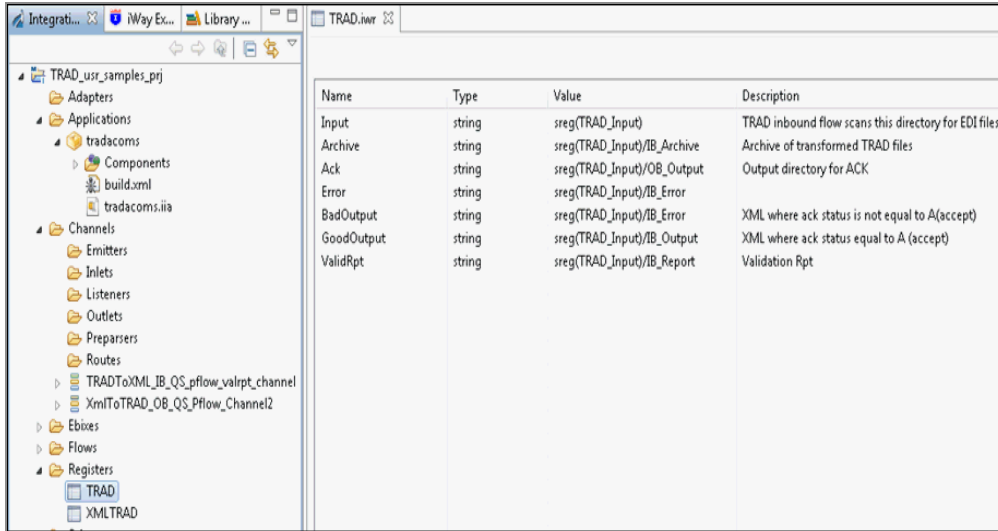 Integrati...
iWay Ex...
Library ...
TRAD_usr_samples_prj
Adapters
Applications
tradacoms
Components
build.xml
tradacoms.iia
Channels
Emitters
Inlets
Listeners
Outlets
Preparsers
Routes
TRADToXML_IB_QS_pflow_valrpt_channel
XmlToTRAD_OB_QS_Pflow_Channel2
Ebixes
Flows
Registers
TRAD
XMLTRAD
TRAD.iwr
Name Type Value Description
Input string sreg(TRAD_Input) TRAD inbound flow scans this directory for EDI files
Archive string sreg(TRAD_Input)/IB_Archive Archive of transformed TRAD files
Ack string sreg(TRAD_Input)/OB_Output Output directory for ACK
Error string sreg(TRAD_Input)/IB_Error
BadOutput string sreg(TRAD_Input)/IB_Error XML where ack status is not equal to A(accept)
GoodOutput string sreg(TRAD_Input)/IB_Output XML where ack status equal to A (accept)
ValidRpt string sreg(TRAD_Input)/IB_Report Validation Rpt